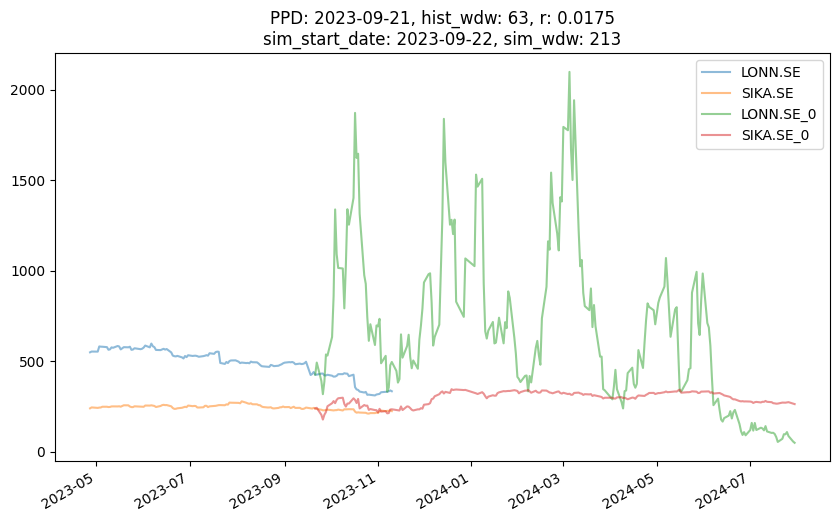 PPD: 2023-09-21, hist_wdw: 63, r: 0.0175
sim_start_date: 2023-09-22, sim_wdw: 213
LONN.SE
SIKA.SE
LONN.SE_0
SIKA.SE_0
2000
1500
1000
500
0
2023-05
2023-07
2023-09
2023-11
2024-01
2024-03
2024-05
2024-07